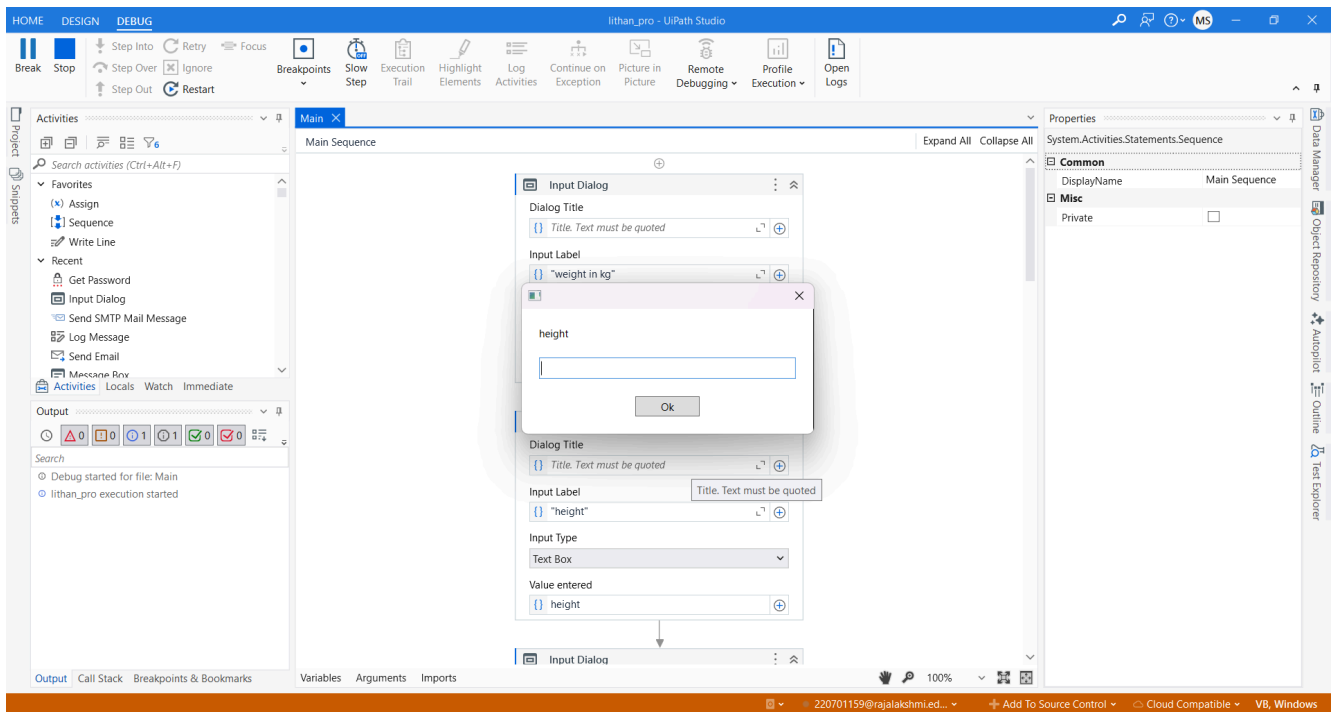 HOME DESIGN DEBUG
lithan_pro - UiPath Studio
MS
Break
Stop
Step Into
Retry
Focus
Step Over
Ignore
Step Out
Restart
Breakpoints
Slow Step
Execution Trail
Highlight Elements
Log Activities
Continue on Exception
Picture in Picture
Remote Debugging
Profile Execution
Open Logs
Project
Snippets
Activities
6
Search activities (Ctrl+Alt+F)
Favorites
Assign
Sequence
Write Line
Recent
Get Password
Input Dialog
Send SMTP Mail Message
Log Message
Send Email
Message Box
Activities Locals Watch Immediate
Output
0 0 1 1 0 0
Search
Debug started for file: Main
lithan_pro execution started
Output Call Stack Breakpoints & Bookmarks
Main
Main Sequence
Expand All Collapse All
Input Dialog
Dialog Title
Title. Text must be quoted
Input Label
"weight in kg"
height
Ok
Dialog Title
Title. Text must be quoted
Title. Text must be quoted
Input Label
"height"
Input Type
Text Box
Value entered
height
Input Dialog
Variables Arguments Imports
100%
Properties
System.Activities.Statements.Sequence
Common
DisplayName Main Sequence
Misc
Private
Data Manager
Object Repository
Autopilot
Outline
Test Explorer
220701159@rajalakshmi.ed...
Add To Source Control
Cloud Compatible
VB, Windows